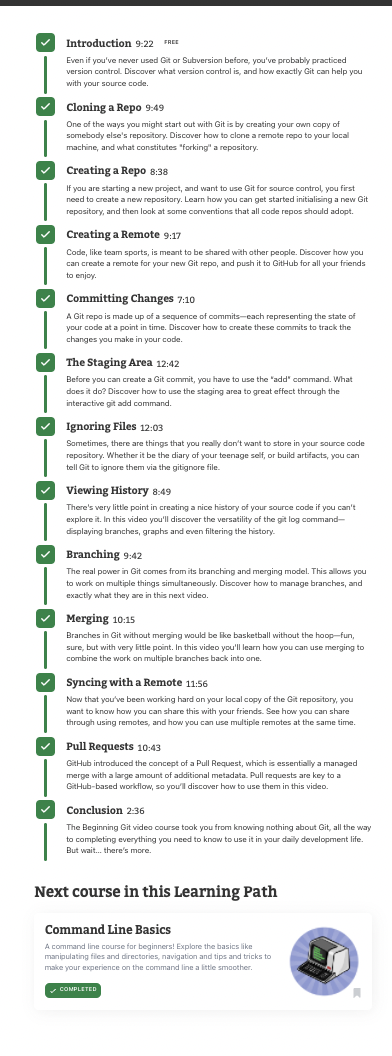 Introduction 9:22 FREE
Even if you've never used Git or Subversion before, you've probably practiced
version control. Discover what version control is, and how exactly Git can help you
with your source code.
Cloning a Repo 9:49
One of the ways you might start out with Git is by creating your own copy of
somebody else's repository. Discover how to clone a remote repo to your local
machine, and what constitutes "forking" a repository.
Creating a Repo 8:38
If you are starting a new project, and want to use Git for source control, you first
need to create a new repository. Learn how you can get started initialising a new Git
repository, and then look at some conventions that all code repos should adopt.
Creating a Remote 9:17
Code, like team sports, is meant to be shared with other people. Discover how you
can create a remote for your new Git repo, and push it to GitHub for all your friends
to enjoy.
Committing Changes 7:10
A Git repo is made up of a sequence of commits—each representing the state of
your code at a point in time. Discover how to create these commits to track the
changes you make in your code.
The Staging Area 12:42
Before you can create a Git commit, you have to use the "add" command. What
does it do? Discover how to use the staging area to great effect through the
interactive git add command.
Ignoring Files 12:03
Sometimes, there are things that you really don't want to store in your source code
repository. Whether it be the diary of your teenage self, or build artifacts, you can
tell Git to ignore them via the gitignore file.
Viewing History 8:49
There's very little point in creating a nice history of your source code if you can't
explore it. In this video you'll discover the versatility of the git log command—
displaying branches, graphs and even filtering the history.
Branching 9:42
The real power in Git comes from its branching and merging model. This allows you
to work on multiple things simultaneously. Discover how to manage branches, and
exactly what they are in this next video.
Merging 10:15
Branches in Git without merging would be like basketball without the hoop—fun,
sure, but with very little point. In this video you'll learn how you can use merging to
combine the work on multiple branches back into one.
Syncing with a Remote 11:56
Now that you've been working hard on your local copy of the Git repository, you
want to know how you can share this with your friends. See how you can share
through using remotes, and how you can use multiple remotes at the same time.
Pull Requests 10:43
GitHub introduced the concept of a Pull Request, which is essentially a managed
merge with a large amount of additional metadata. Pull requests are key to a
GitHub-based workflow, so you'll discover how to use them in this video.
Conclusion 2:36
The Beginning Git video course took you from knowing nothing about Git, all the way
to completing everything you need to know to use it in your daily development life.
But wait... there's more.
Next course in this Learning Path
Command Line Basics
A command line course for beginners! Explore the basics like
manipulating files and directories, navigation and tips and tricks to
make your experience on the command line a little smoother.
COMPLETED